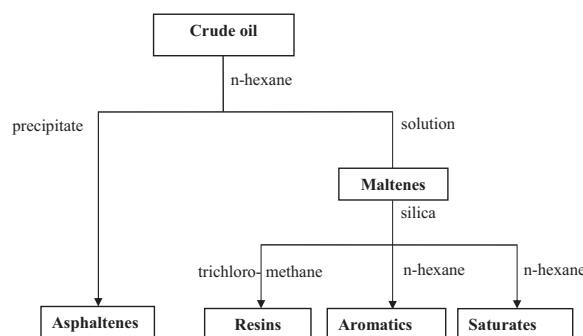 Crude oil
n-hexane
precipitate
solution
Maltenes
silica
trichloro- methane
n-hexane
n-hexane
Asphaltenes
Resins
Aromatics
Saturates